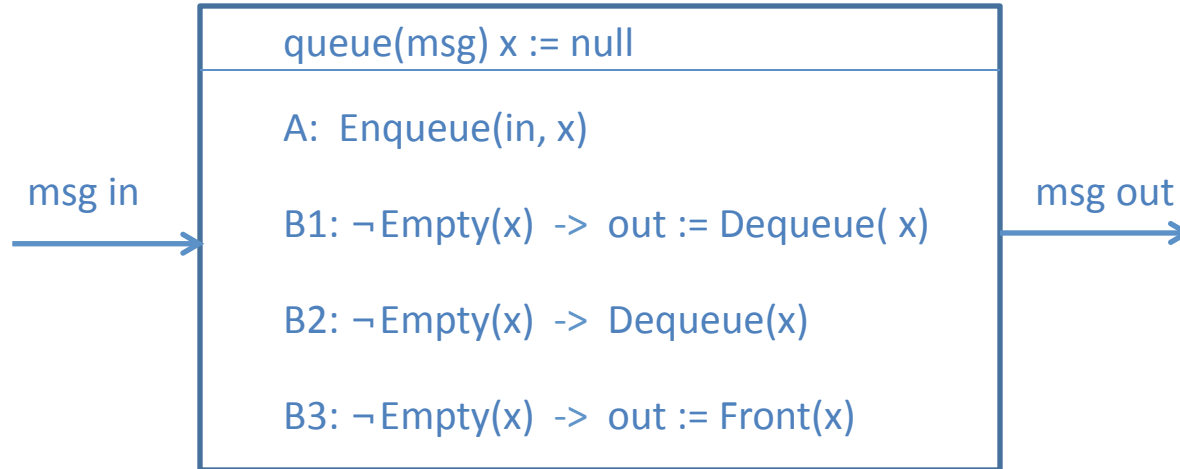 queue(msg) x := null
A: Enqueue(in, x)
msg in
msg out
B1: ¬Empty(x) -> out := Dequeue( x)
B2: ¬Empty(x) -> Dequeue(x)
B3: ¬Empty(x) -> out := Front(x)